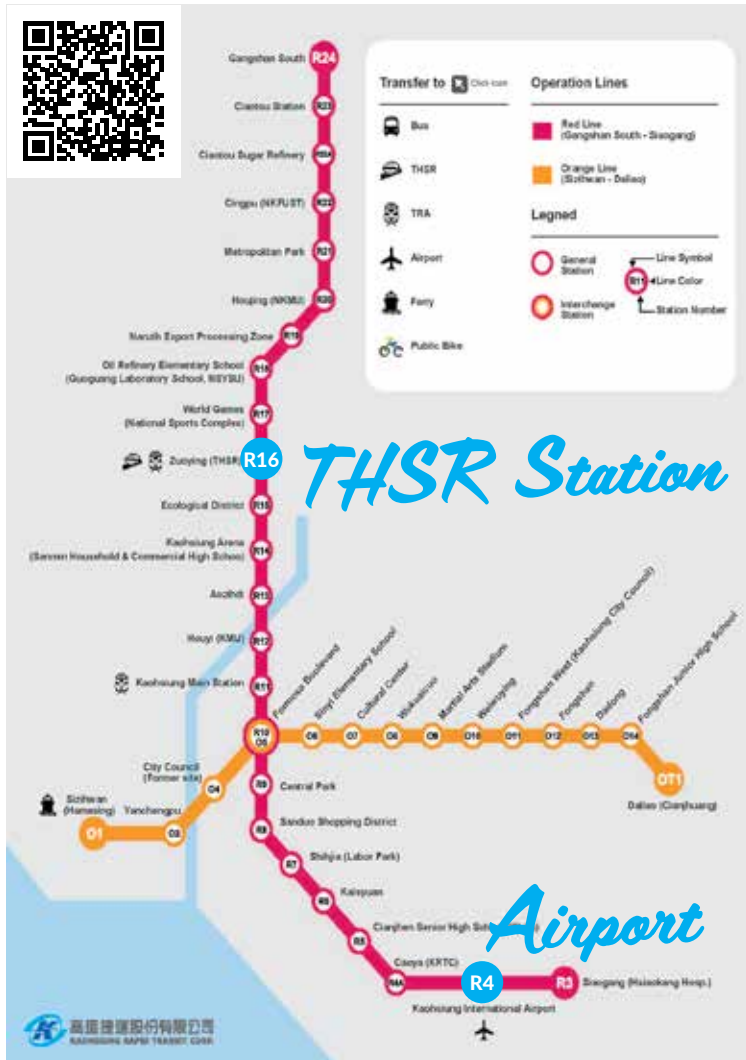 Gangshan South R24
Ciaotou Station R23
Ciaotou Sugar Refinery R22A
Cingpu (NKFUST) R22
Metropolitan Park R21
Houjing (NKMU) R20
Nanzih Export Processing Zone R19
Oil Refinery Elementary School
(Guoguang Laboratory School, NSYSU) R18
World Games
(National Sports Complex) R17
Zuoying (THSR) R16
THSR Station
Ecological District R15
Kaohsiung Arena
(Sanmin Household & Commercial High School) R14
Aozihdi R13
Houyi (KMU) R12
Kaohsiung Main Station R11
Transfer to Click icon
Bus
THSR
TRA
Airport
Ferry
Public Bike
Operation Lines
Red Line
(Gangshan South - Siaogang)
Orange Line
(Sizihwan - Daliao)
Legned
General
Station
Interchange
Station
R11
Line Symbol
Line Color
Station Number
Formosa Boulevard
Sinyi Elementary School
Cultural Center
Wukuaicuo
Martial Arts Stadium
Weiwuying
Fongshan West (Kaohsiung City Council)
Fongshan
Dadong
Fongshan Junior High School
R10
O5
O6 O7 O8 O9 O10 O11 O12 O13 O14
OT1
Daliao (Cianjhuang)
City Council
(Former site)
O4
Sizihwan
(Hamasing)
Yanchengpu
O1
O2
R9 Central Park
R8 Sanduo Shopping District
R7 Shihjia (Labor Park)
R6 Kaisyuan
R5 Cianjhen Senior High School
Airport
Caoya (KRTC)
R4A
R4
R3
Siaogang (Hsiaokang Hosp.)
Kaohsiung International Airport
高雄捷運股份有限公司
KAOHSIUNG RAPID TRANSIT CORP.